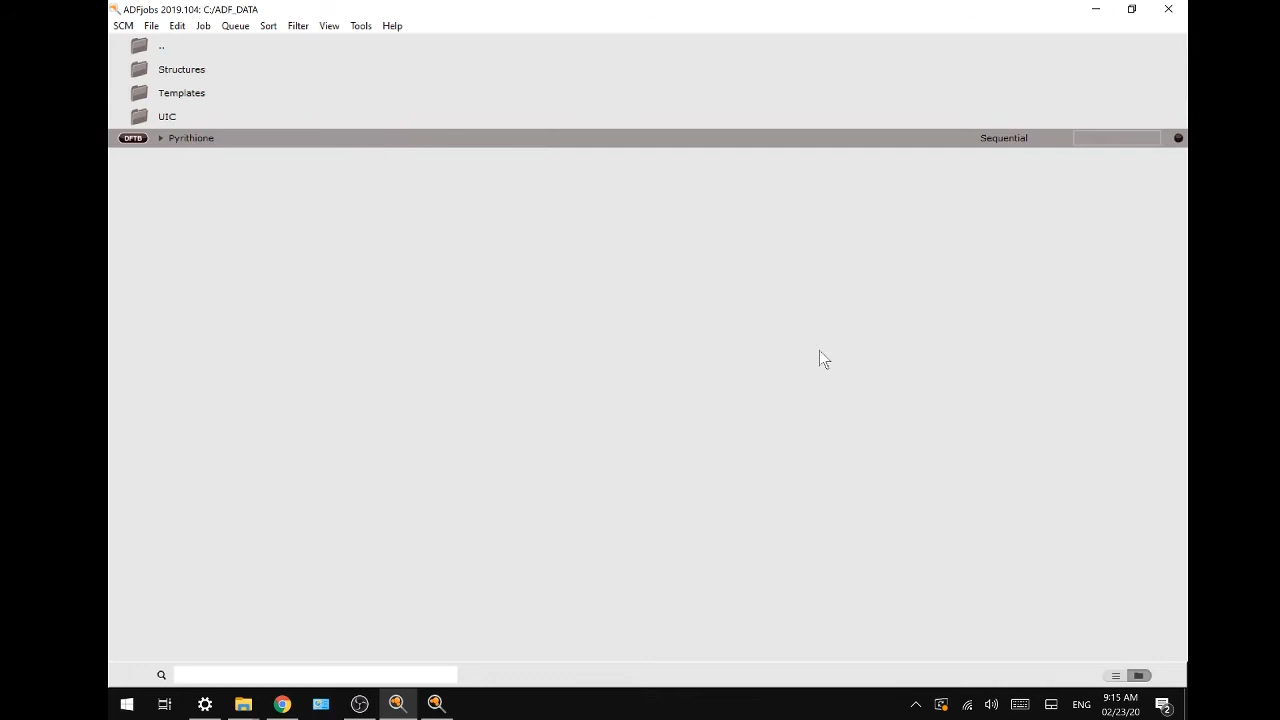 ADFjobs 2019.104: C:/ADF_DATA
SCM File Edit Job Queue Sort Filter View Tools Help
..
Structures
Templates
UIC
DFTB Pyrithione Sequential
9:15 AM
ENG
02/23/20
2